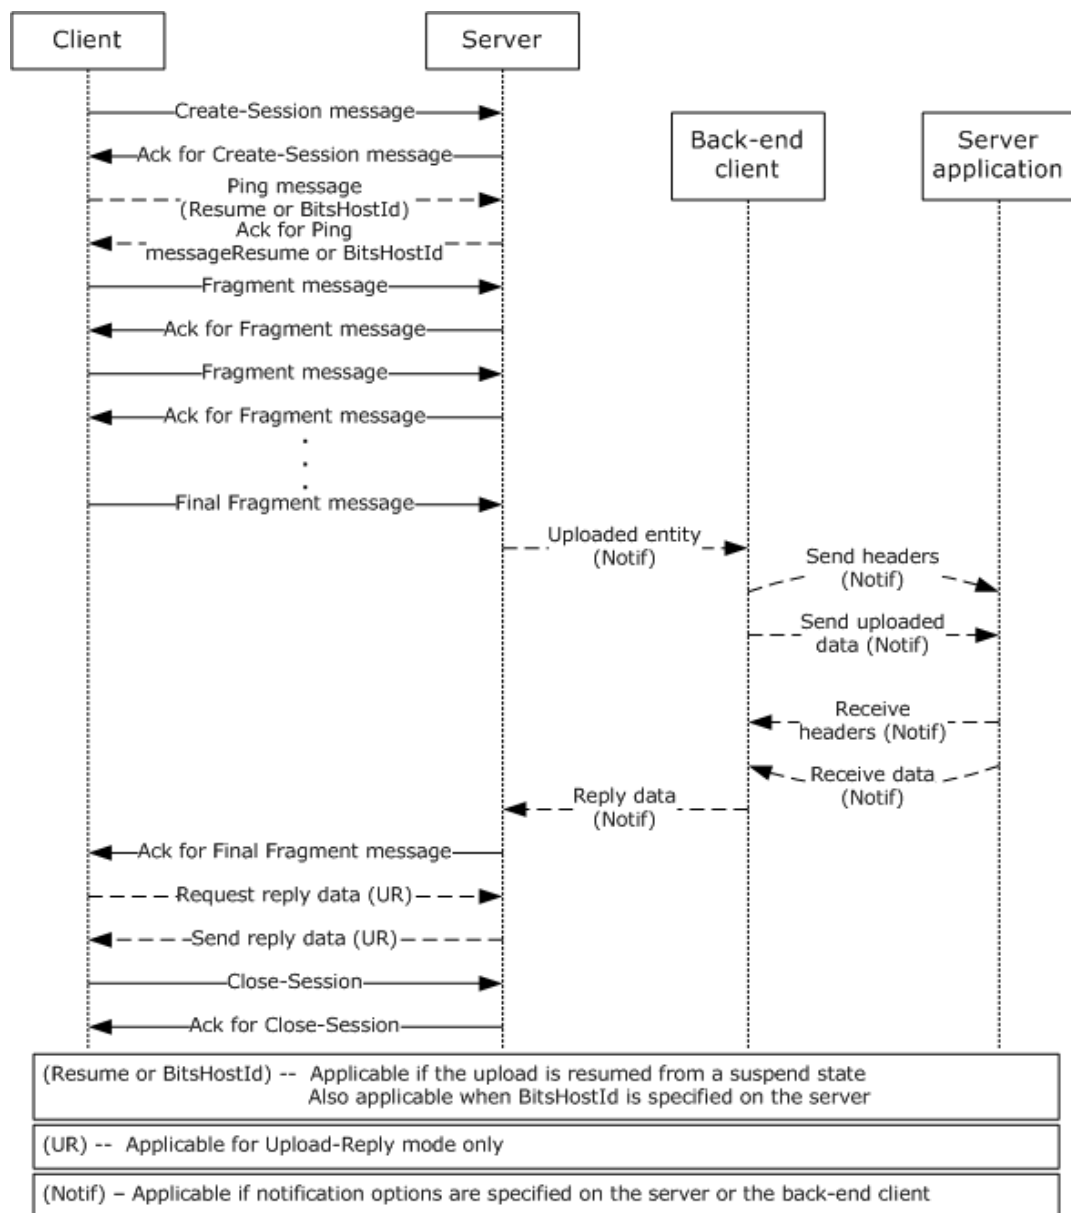 Client
Server
Create-Session message
Back-end
client
Server
application
Ack for Create-Session message
Ping message
(Resume or BitsHostId)
Ack for Ping
messageResume or BitsHostId
Fragment message
Ack for Fragment message
Fragment message
Ack for Fragment message
.
.
.
Final Fragment message
Uploaded entity
(Notif)
Send headers
(Notif)
Send uploaded
data (Notif)
Receive
headers (Notif)
Receive data
(Notif)
Reply data
(Notif)
Ack for Final Fragment message
Request reply data (UR)
Send reply data (UR)
Close-Session
Ack for Close-Session
(Resume or BitsHostId) -- Applicable if the upload is resumed from a suspend state
Also applicable when BitsHostId is specified on the server
(UR) -- Applicable for Upload-Reply mode only
(Notif) – Applicable if notification options are specified on the server or the back-end client